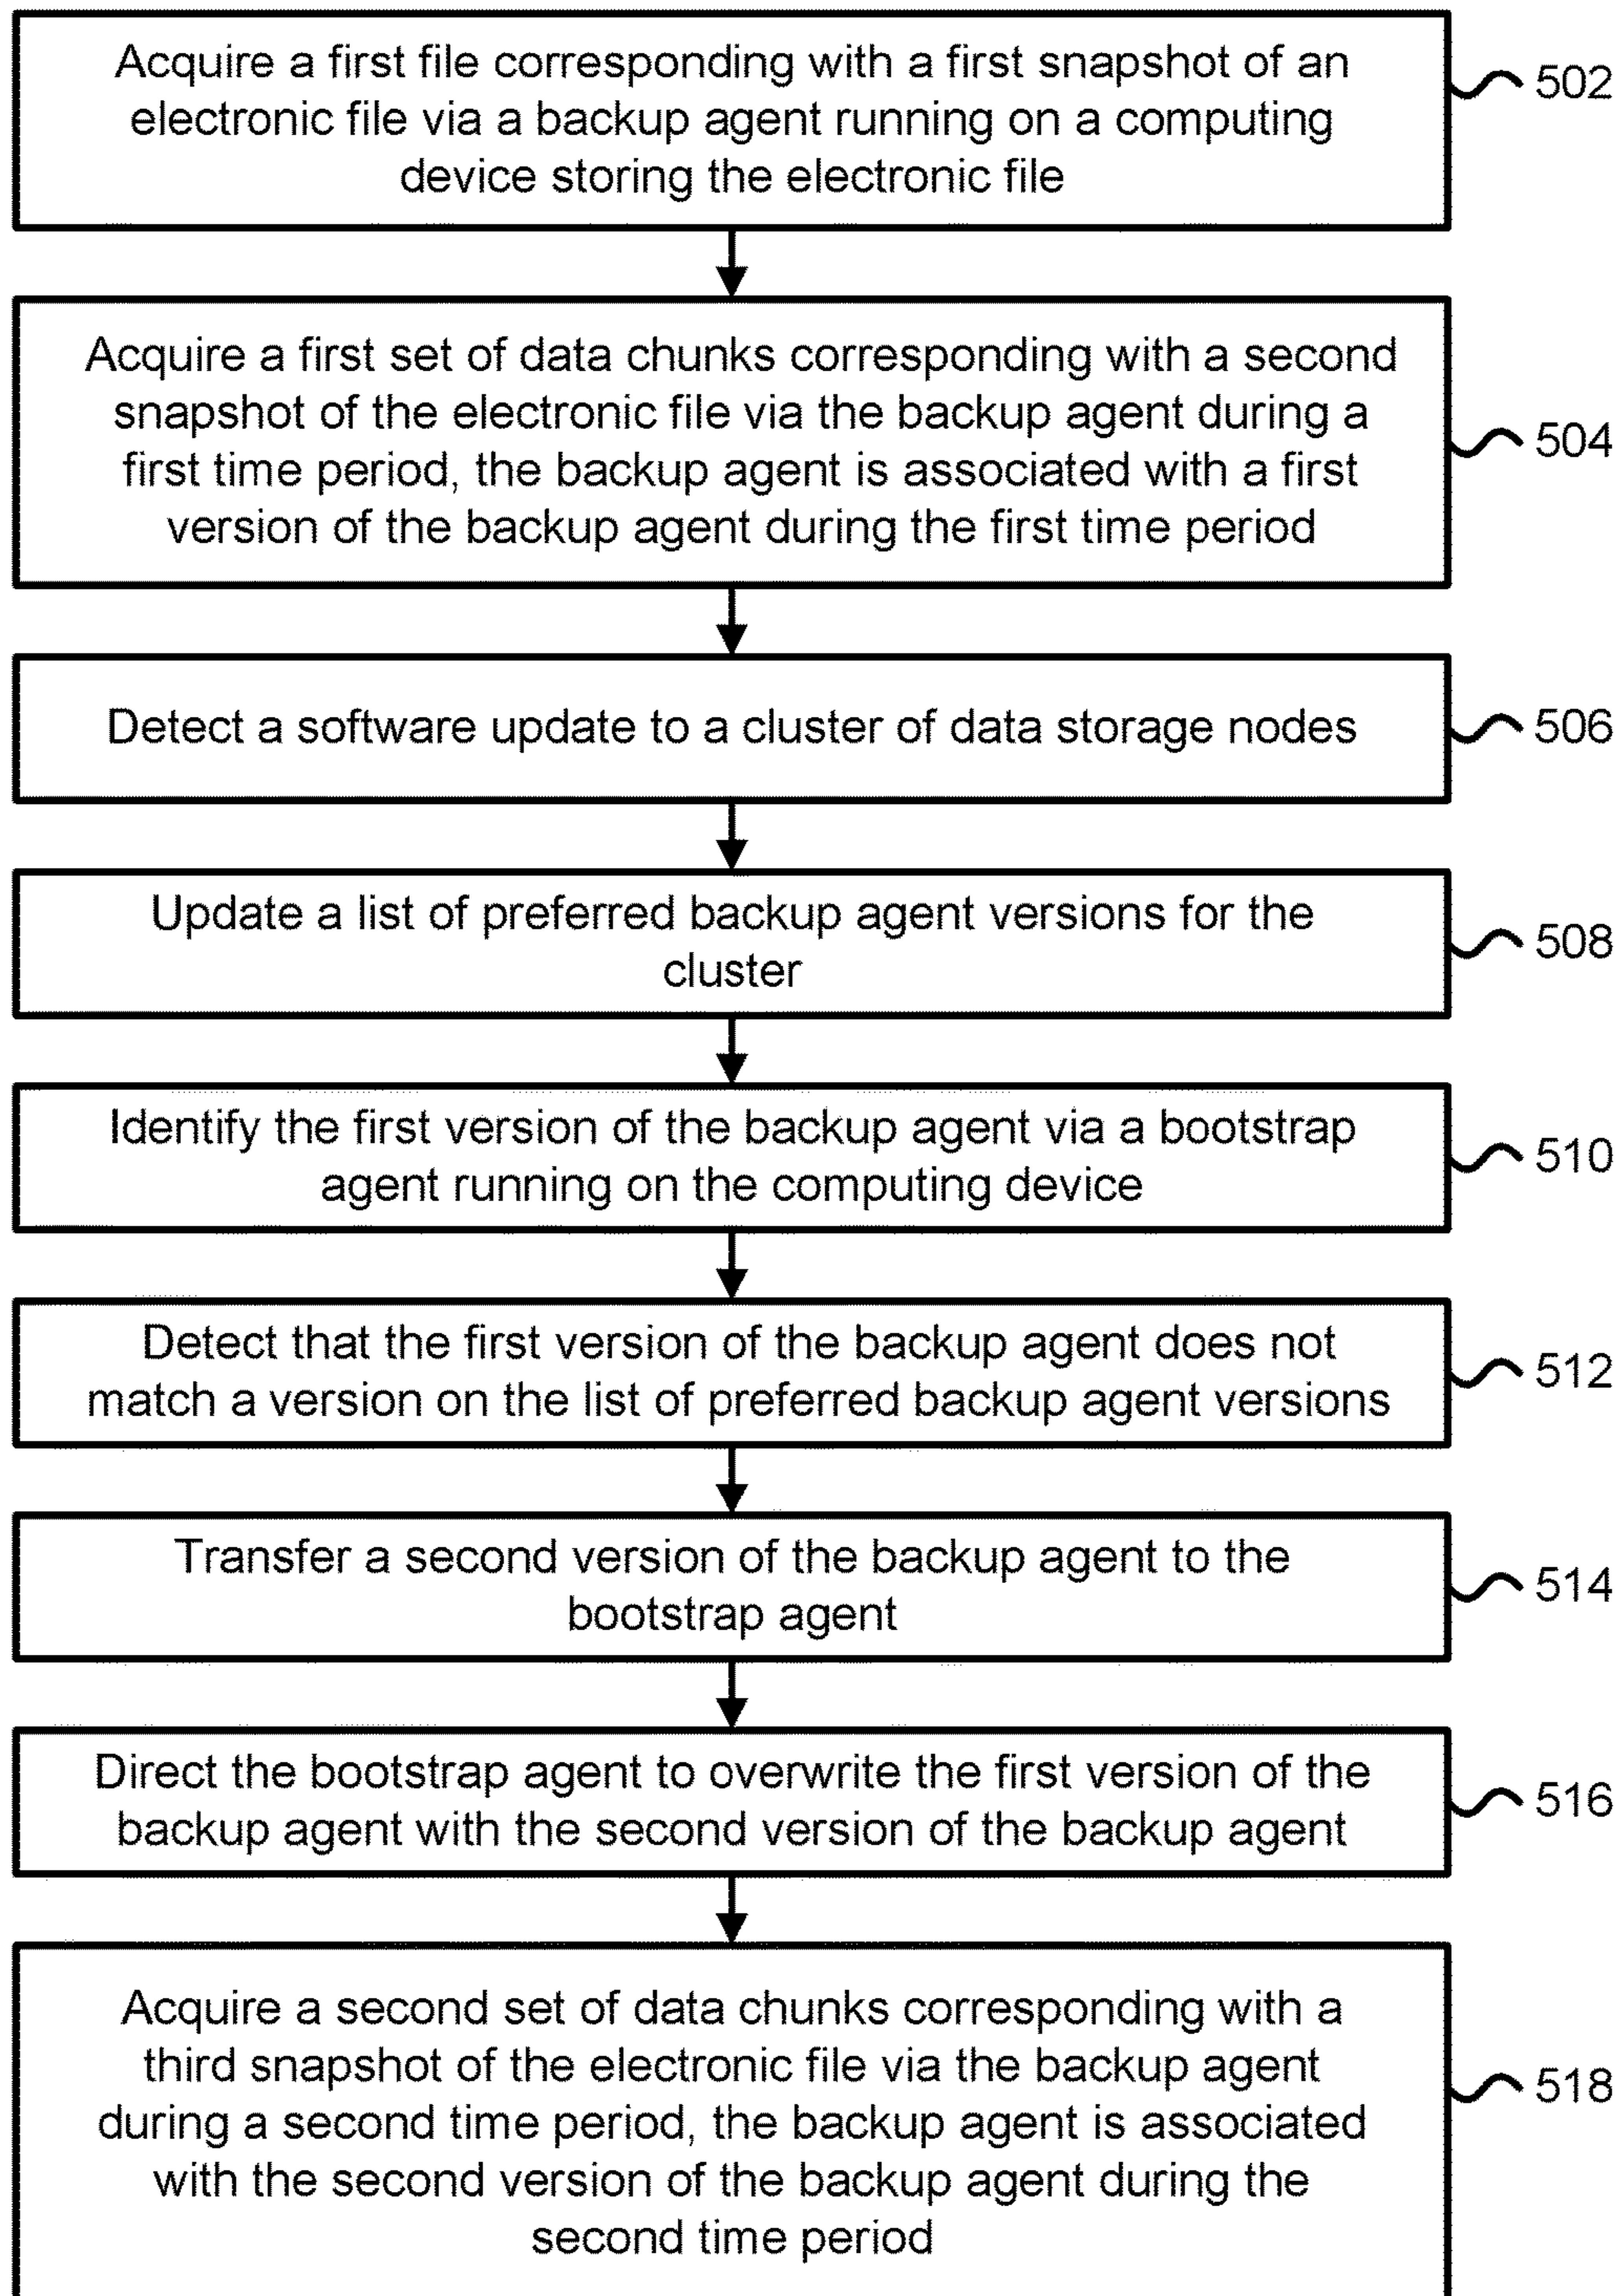 Acquire a first file corresponding with a first snapshot of an
electronic file via a backup agent running on a computing
device storing the electronic file
502
Acquire a first set of data chunks corresponding with a second
snapshot of the electronic file via the backup agent during a
first time period, the backup agent is associated with a first
version of the backup agent during the first time period
504
Detect a software update to a cluster of data storage nodes
506
Update a list of preferred backup agent versions for the
cluster
508
Identify the first version of the backup agent via a bootstrap
agent running on the computing device
510
Detect that the first version of the backup agent does not
match a version on the list of preferred backup agent versions
512
Transfer a second version of the backup agent to the
bootstrap agent
514
Direct the bootstrap agent to overwrite the first version of the
backup agent with the second version of the backup agent
516
Acquire a second set of data chunks corresponding with a
third snapshot of the electronic file via the backup agent
during a second time period, the backup agent is associated
with the second version of the backup agent during the
second time period
518